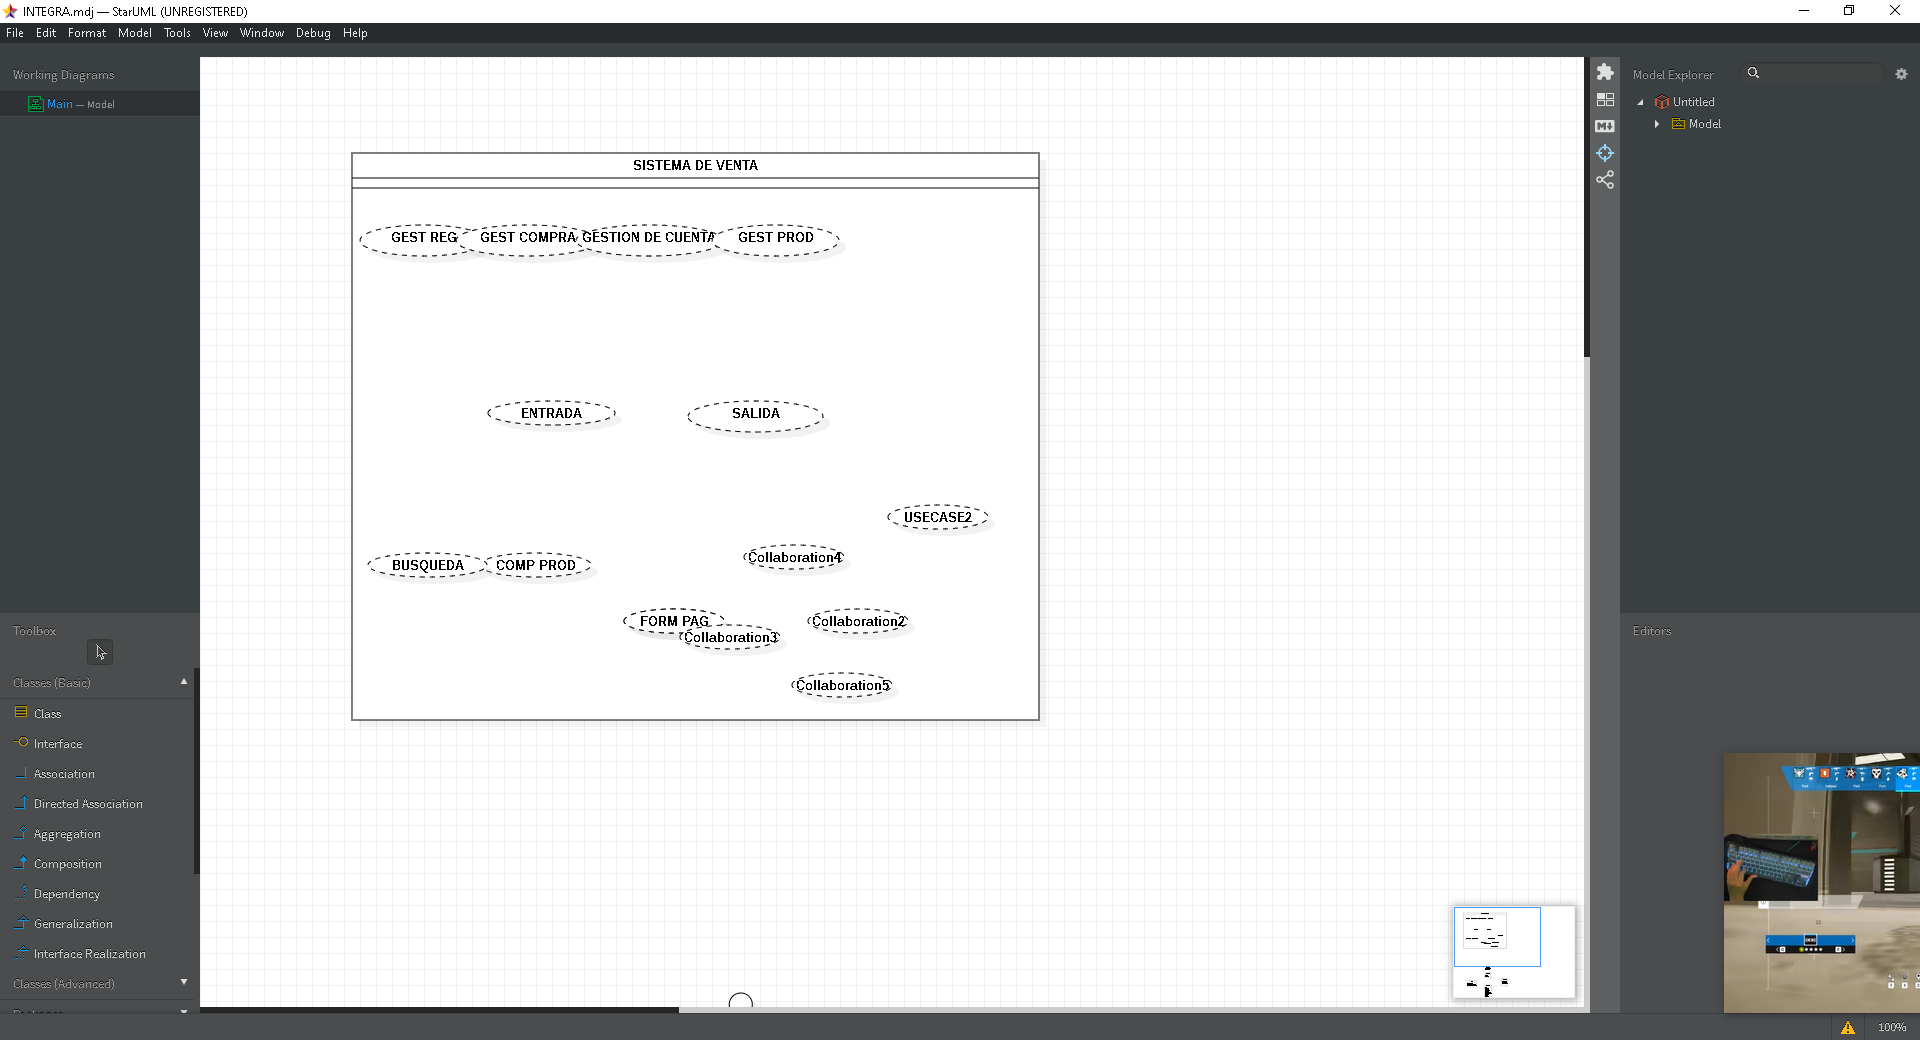 INTEGRA.mdj — StarUML (UNREGISTERED)
File Edit Format Model Tools View Window Debug Help
Working Diagrams
Main — Model
SISTEMA DE VENTA
GEST REG GEST COMPRA GESTION DE CUENTA GEST PROD
ENTRADA SALIDA
USECASE2
Collaboration4
BUSQUEDA COMP PROD
FORM PAG Collaboration2
Collaboration3
Collaboration5
Model Explorer
Untitled
Model
Toolbox
Classes (Basic)
Class
Interface
Association
Directed Association
Aggregation
Composition
Dependency
Generalization
Interface Realization
Classes (Advanced)
Editors
100%